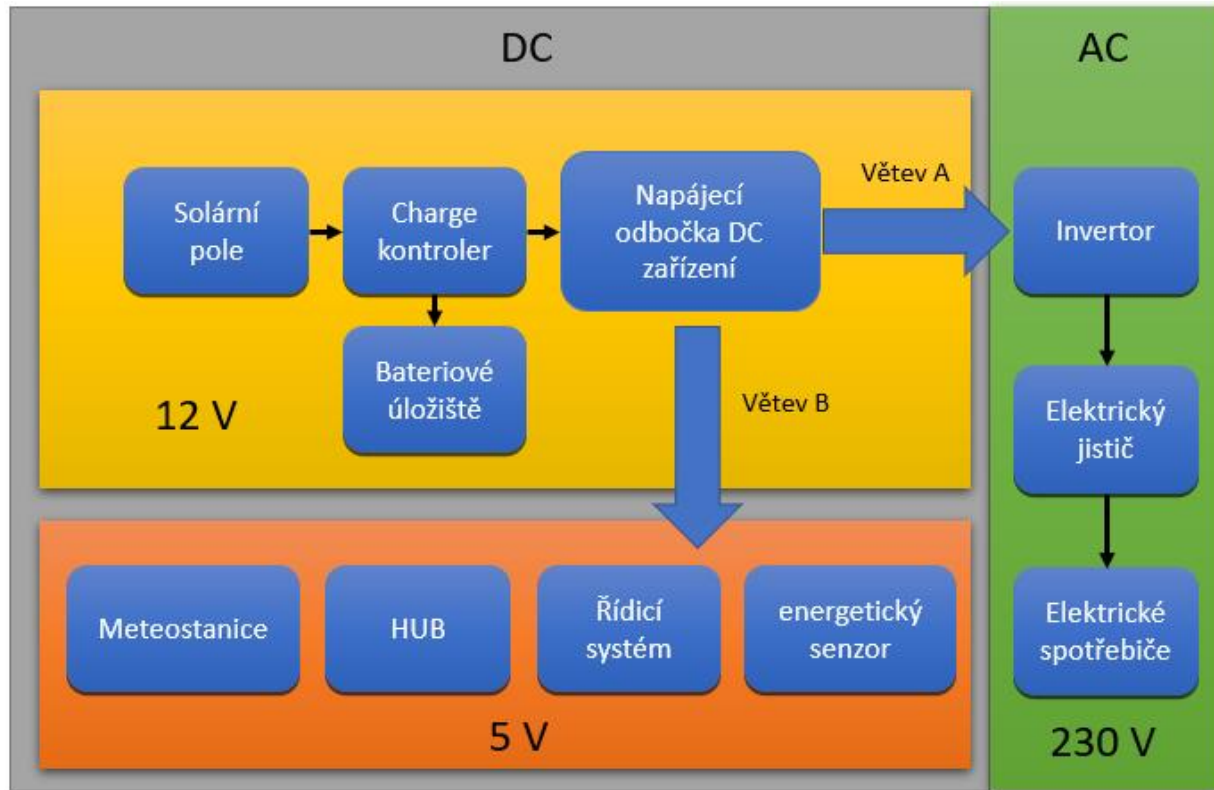 DC
AC
Solární
pole
Charge
kontroler
Napájecí
odbočka DC
zařízení
Větev A
Invertor
Bateriové
úložiště
12 V
Větev B
Elektrický
jistič
Meteostanice
HUB
Řídicí
systém
energetický
senzor
Elektrické
spotřebiče
5 V
230 V